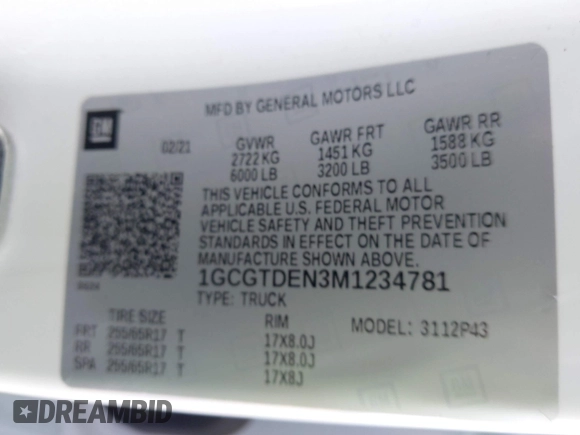 MFD BY GENERAL MOTORS LLC
GM
02/21
GVWR GAWR FRT GAWR RR
2722 KG 1451 KG 1588 KG
6000 LB 3200 LB 3500 LB
THIS VEHICLE CONFORMS TO ALL
APPLICABLE U.S. FEDERAL MOTOR
VEHICLE SAFETY AND THEFT PREVENTION
STANDARDS IN EFFECT ON THE DATE OF
MANUFACTURE SHOWN ABOVE.
1GCGTDEN3M1234781
TYPE: TRUCK
TIRE SIZE RIM MODEL: 3112P43
FRT 255/65R17 T 17X8.0J
RR 255/65R17 T 17X8.0J
SPA 255/65R17 T 17X8J
DREAMBID